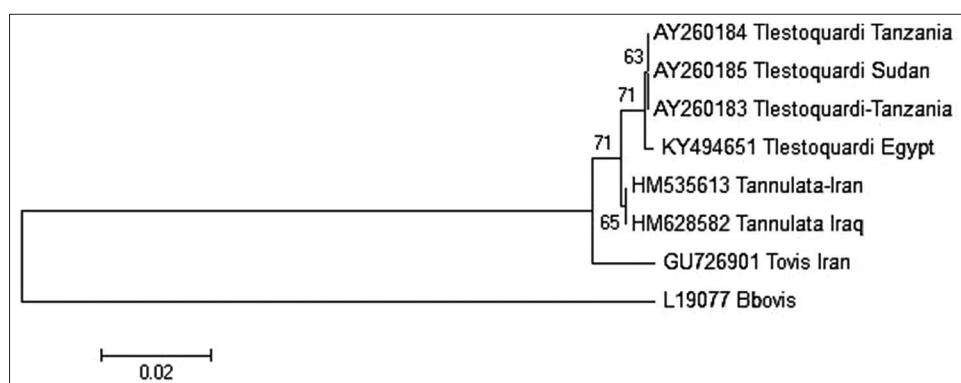 AY260184 Tlestoquardi Tanzania
63
AY260185 Tlestoquardi Sudan
71
AY260183 Tlestoquardi-Tanzania
71
KY494651 Tlestoquardi Egypt
HM535613 Tannulata-Iran
65
HM628582 Tannulata Iraq
GU726901 Tovis Iran
L19077 Bbovis
0.02